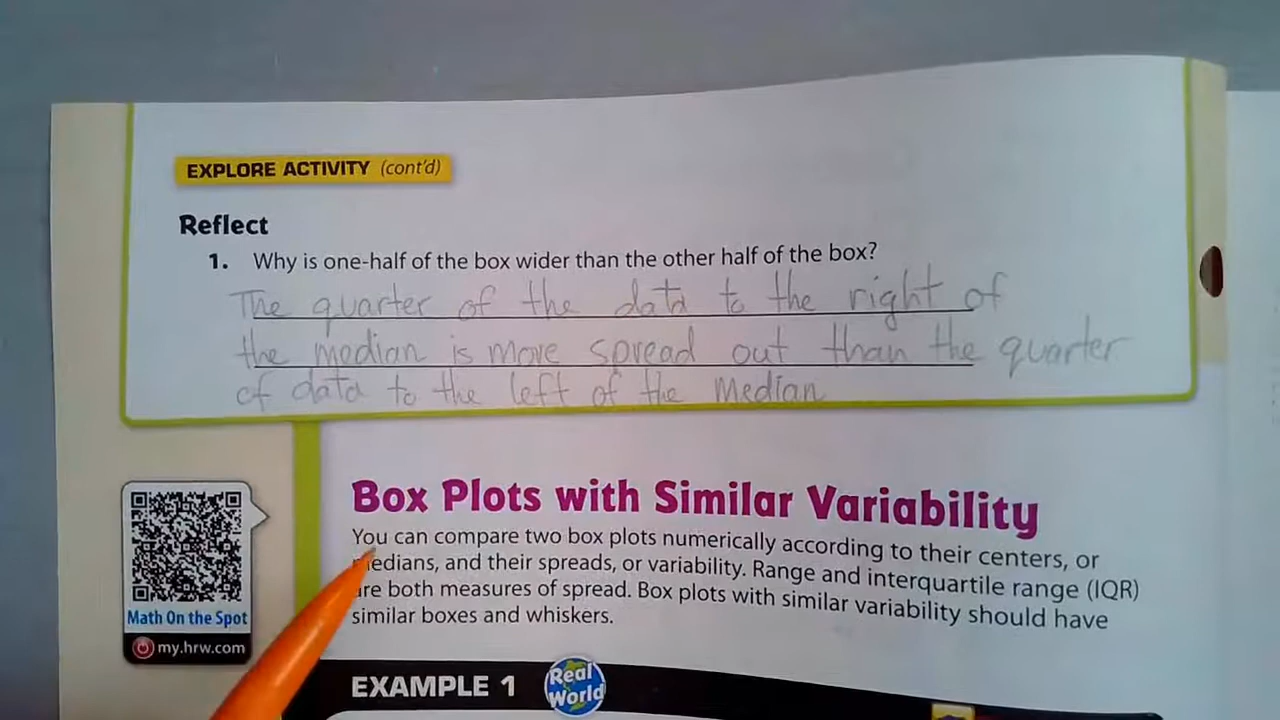 EXPLORE ACTIVITY (cont'd)
Reflect
1. Why is one-half of the box wider than the other half of the box?
The quarter of the data to the right of
the median is more spread out than the quarter
of data to the left of the median
Box Plots with Similar Variability
You can compare two box plots numerically according to their centers, or
medians, and their spreads, or variability. Range and interquartile range (IQR)
are both measures of spread. Box plots with similar variability should have
similar boxes and whiskers.
Math On the Spot
my.hrw.com
EXAMPLE 1
Real
World